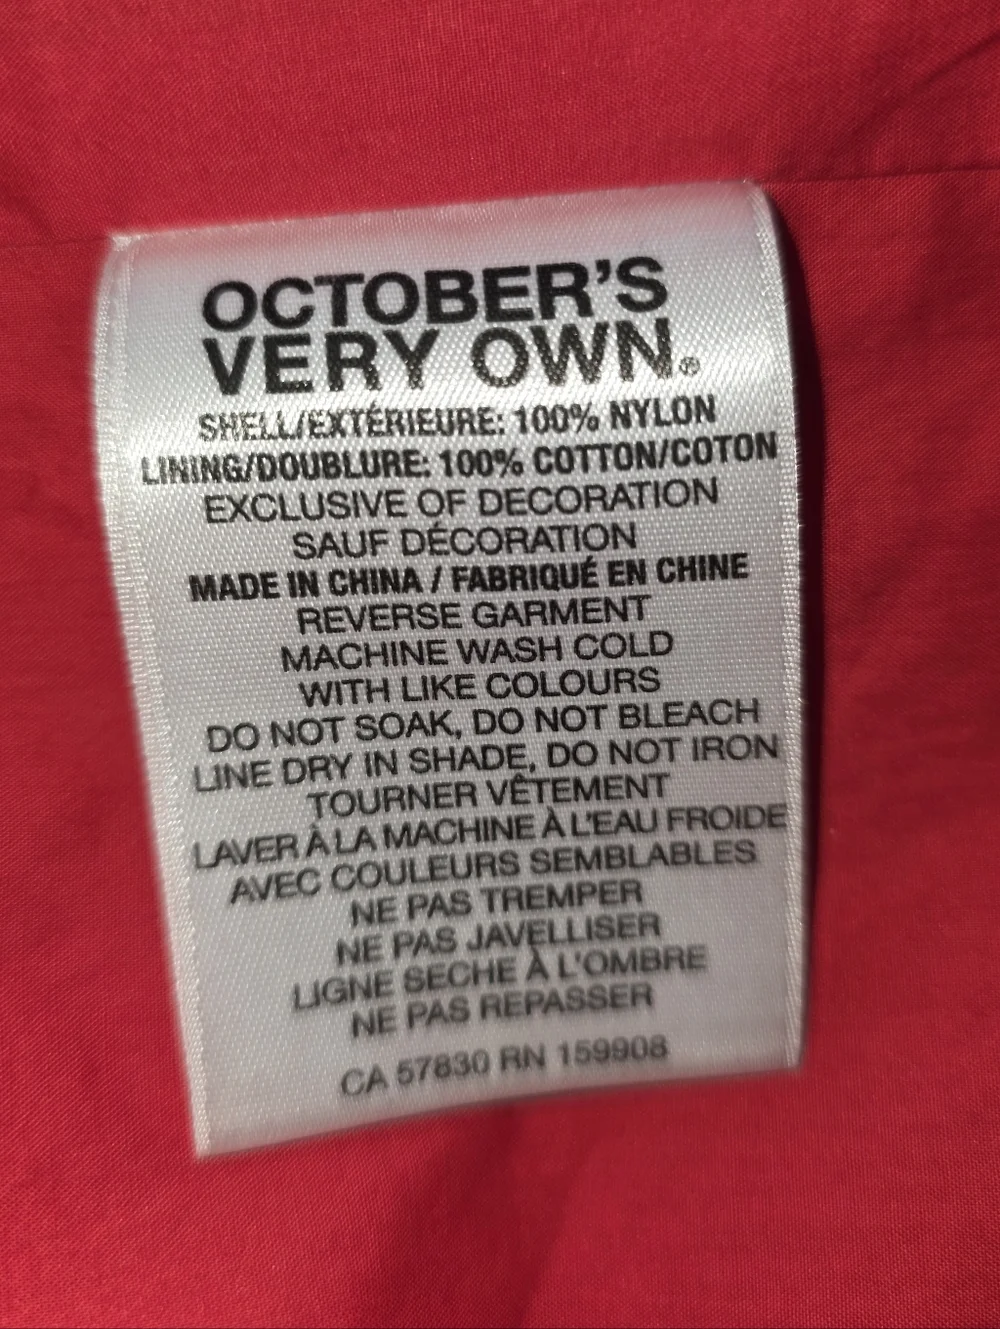 OCTOBER'S
VERY OWN®
SHELL/EXTÉRIEURE: 100% NYLON
LINING/DOUBLURE: 100% COTTON/COTON
EXCLUSIVE OF DECORATION
SAUF DÉCORATION
MADE IN CHINA / FABRIQUÉ EN CHINE
REVERSE GARMENT
MACHINE WASH COLD
WITH LIKE COLOURS
DO NOT SOAK, DO NOT BLEACH
LINE DRY IN SHADE, DO NOT IRON
TOURNER VÊTEMENT
LAVER À LA MACHINE À L'EAU FROIDE
AVEC COULEURS SEMBLABLES
NE PAS TREMPER
NE PAS JAVELLISER
LIGNE SECHE À L'OMBRE
NE PAS REPASSER
CA 57830 RN 159908